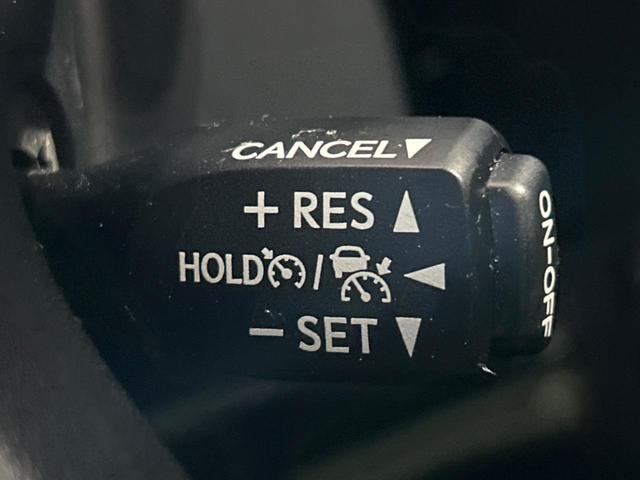 CANCEL
+ RES
HOLD /
- SET
ON-OFF